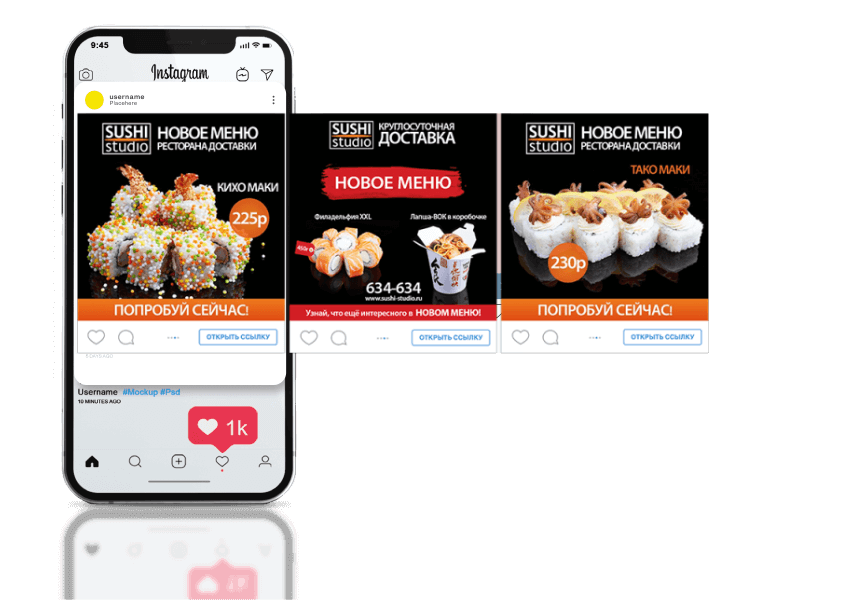 9:45
Instagram
username
Placehere
SUSHI
studio
НОВОЕ МЕНЮ
РЕСТОРАНА ДОСТАВКИ
КИХО МАКИ
225р
ПОПРОБУЙ СЕЙЧАС!
ОТКРЫТЬ ССЫЛКУ
SUSHI
studio
КРУГЛОСУТОЧНАЯ
ДОСТАВКА
НОВОЕ МЕНЮ
Филадельфия XXL
Лапша-ВОК в коробочке
634-634
www.sushi-studio.ru
Узнай, что ещё интересного в НОВОМ МЕНЮ!
ОТКРЫТЬ ССЫЛКУ
SUSHI
studio
НОВОЕ МЕНЮ
РЕСТОРАНА ДОСТАВКИ
ТАКО МАКИ
230р
ПОПРОБУЙ СЕЙЧАС!
ОТКРЫТЬ ССЫЛКУ
Username #Mockup #Psd
10 MINUTES AGO
1k